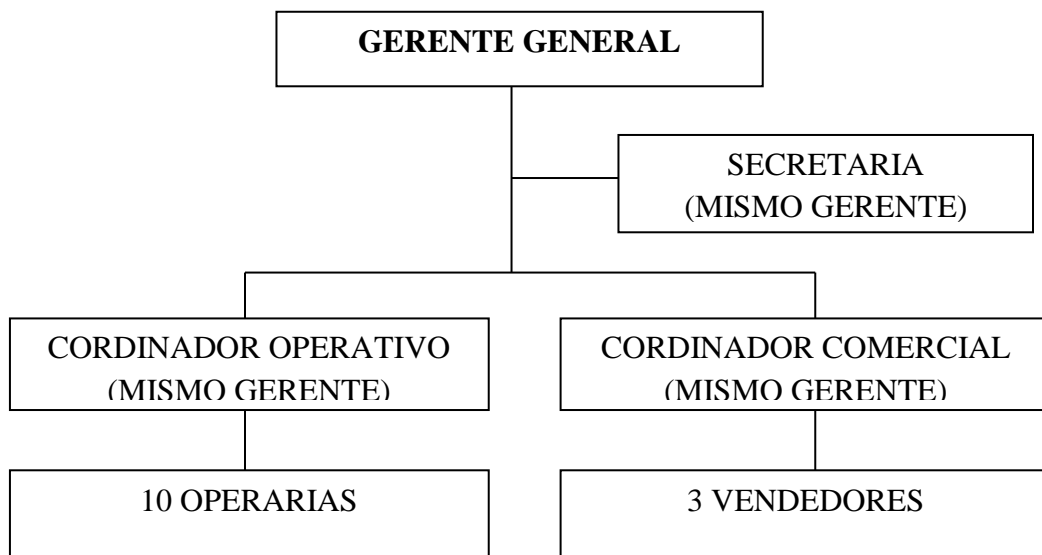 GERENTE GENERAL
SECRETARIA
(MISMO GERENTE)
CORDINADOR OPERATIVO
(MISMO GERENTE)
CORDINADOR COMERCIAL
(MISMO GERENTE)
10 OPERARIAS
3 VENDEDORES